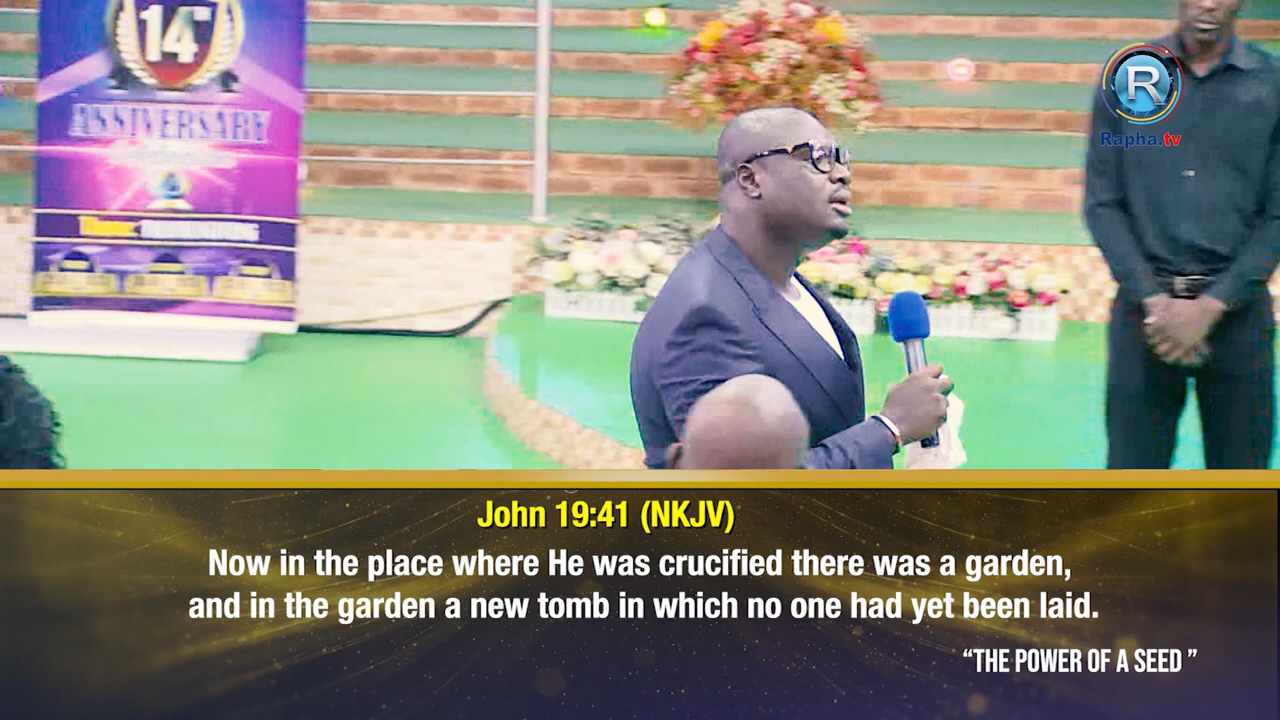 14TH
ANNIVERSARY
R
Rapha.tv
John 19:41 (NKJV)
Now in the place where He was crucified there was a garden,
and in the garden a new tomb in which no one had yet been laid.
“THE POWER OF A SEED ”